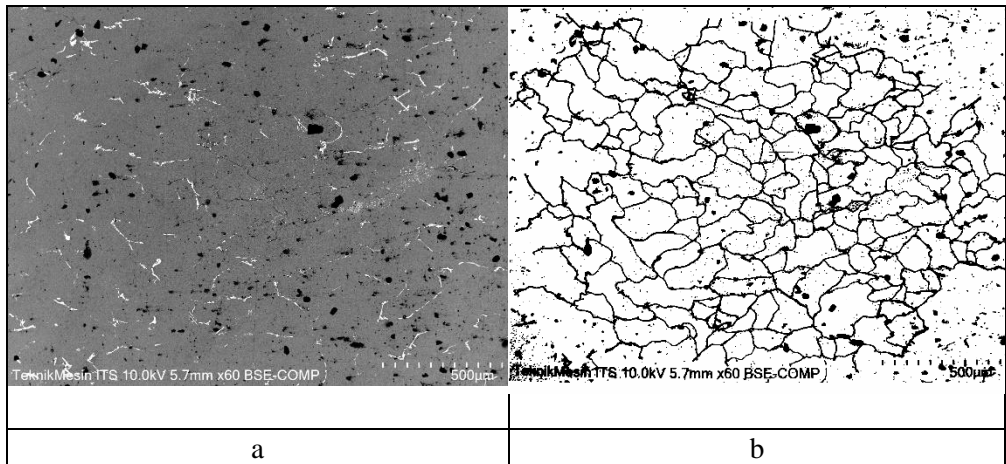 TeknikMesin ITS 10.0kV 5.7mm x60 BSE-COMP
500µm
TeknikMesin ITS 10.0kV 5.7mm x60 BSE-COMP
500µm
a
b